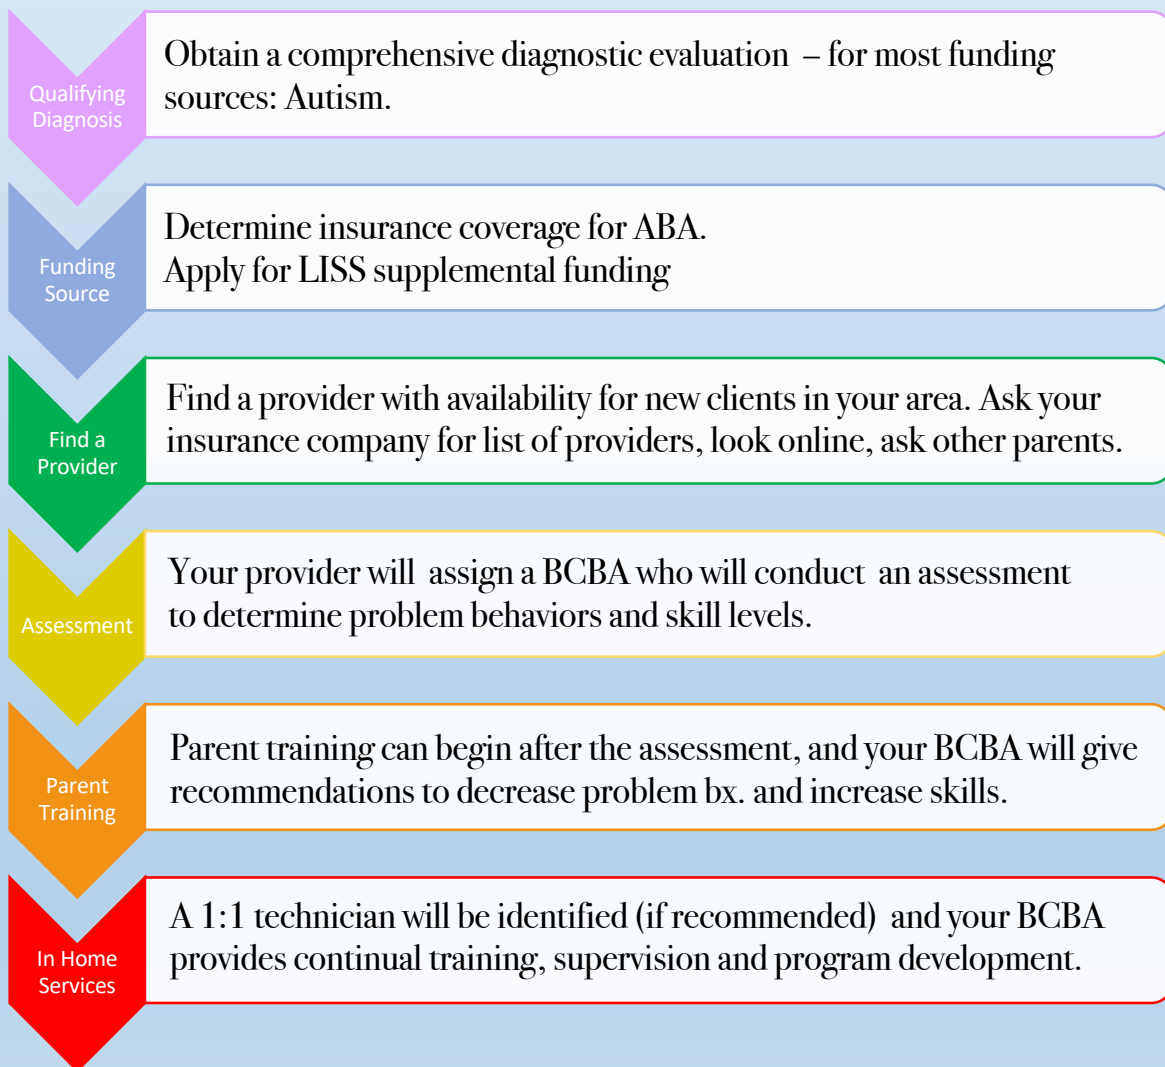 Qualifying
Diagnosis
Obtain a comprehensive diagnostic evaluation – for most funding
sources: Autism.
Funding
Source
Determine insurance coverage for ABA.
Apply for LISS supplemental funding
Find a
Provider
Find a provider with availability for new clients in your area. Ask your
insurance company for list of providers, look online, ask other parents.
Assessment
Your provider will assign a BCBA who will conduct an assessment
to determine problem behaviors and skill levels.
Parent
Training
Parent training can begin after the assessment, and your BCBA will give
recommendations to decrease problem bx. and increase skills.
In Home
Services
A 1:1 technician will be identified (if recommended) and your BCBA
provides continual training, supervision and program development.